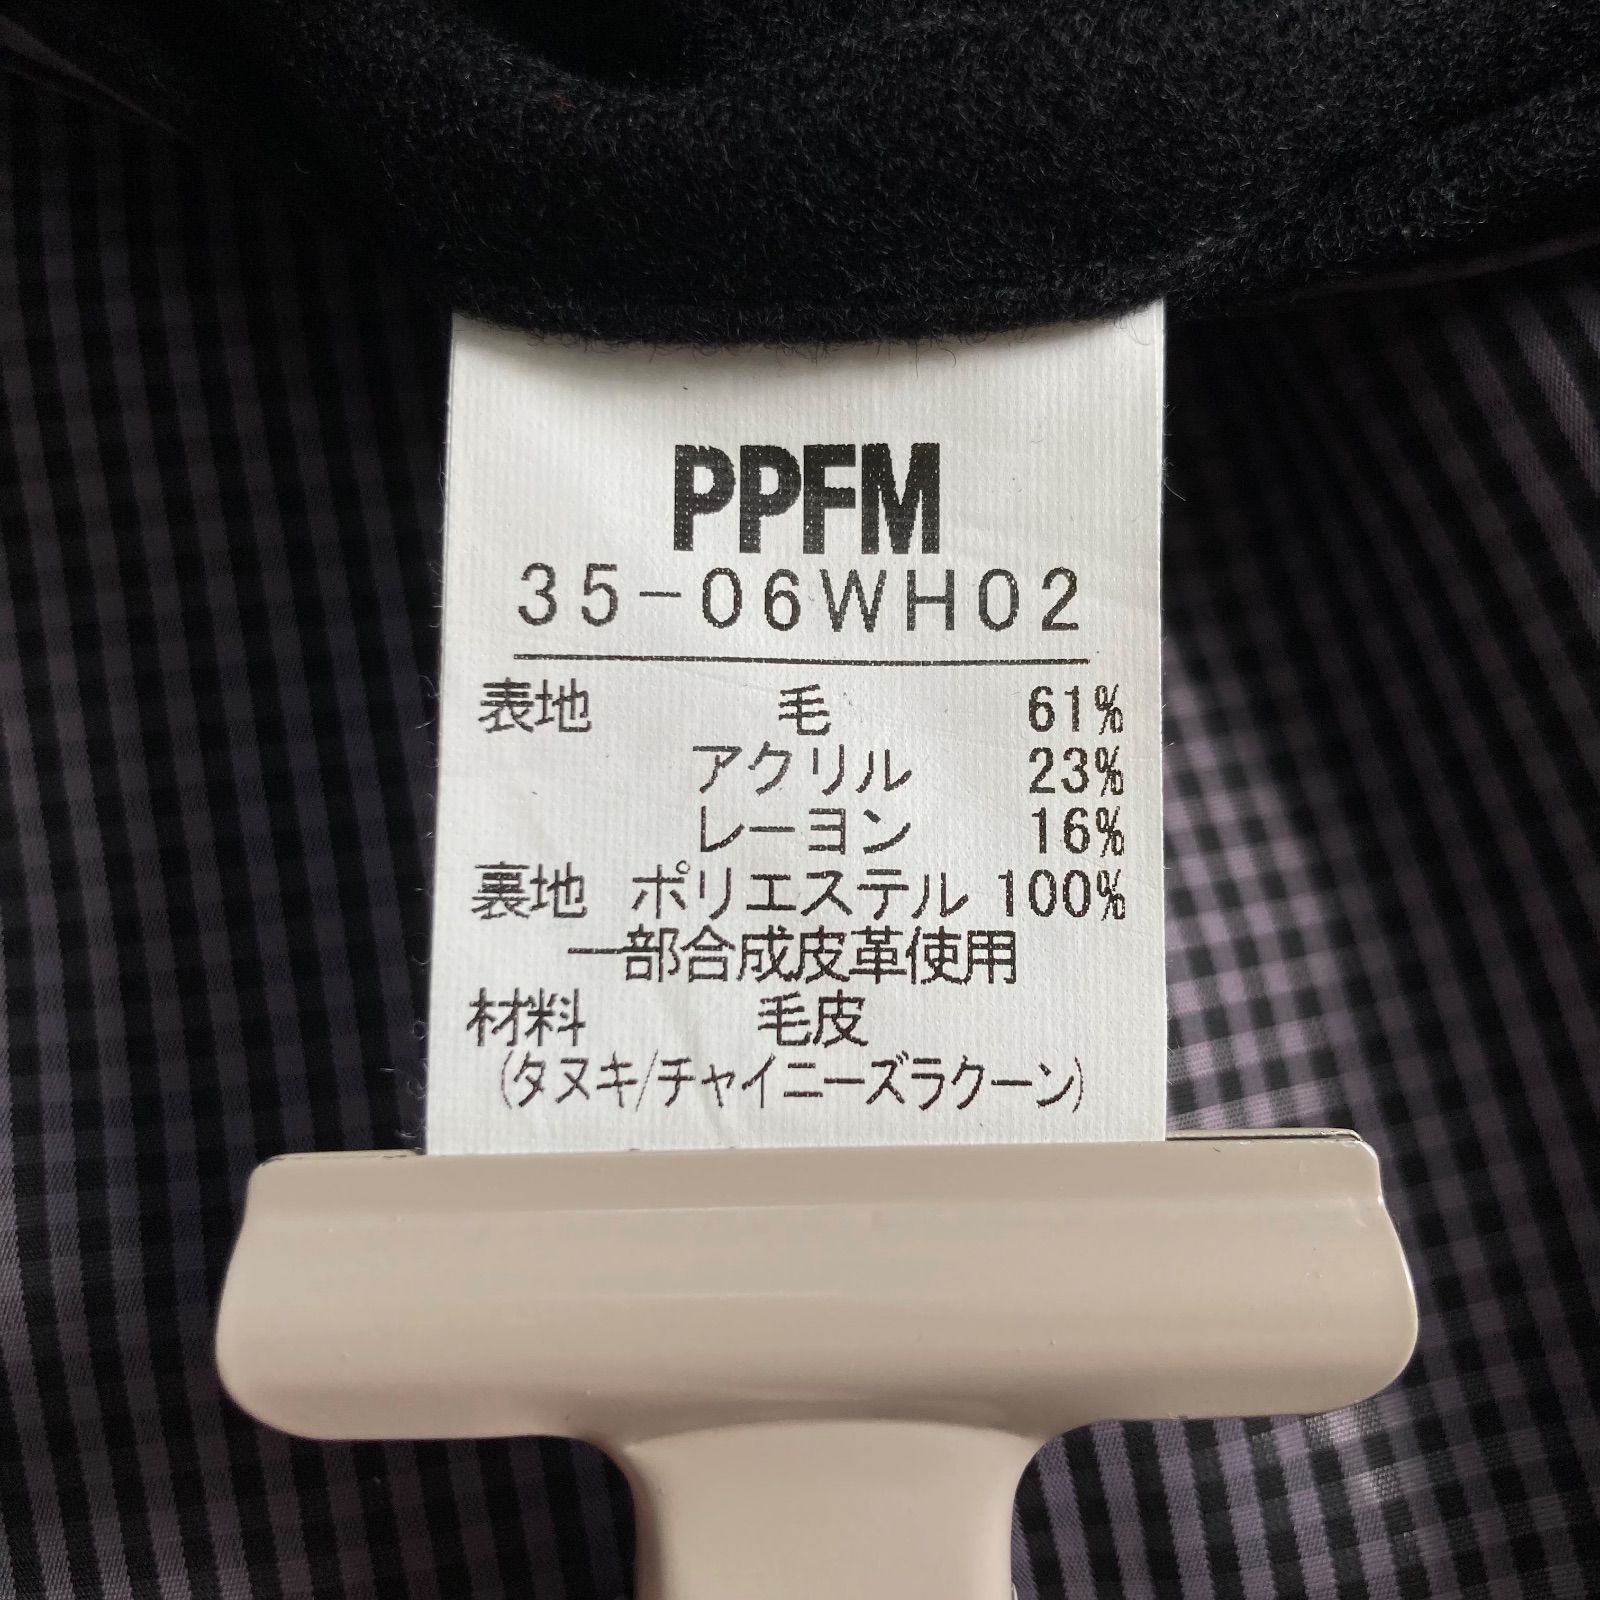 PPFM
35-06WH02
表地 毛 61%
アクリル 23%
レーヨン 16%
裏地 ポリエステル 100%
一部合成皮革使用
材料 毛皮
(タヌキ/チャイニーズラクーン)